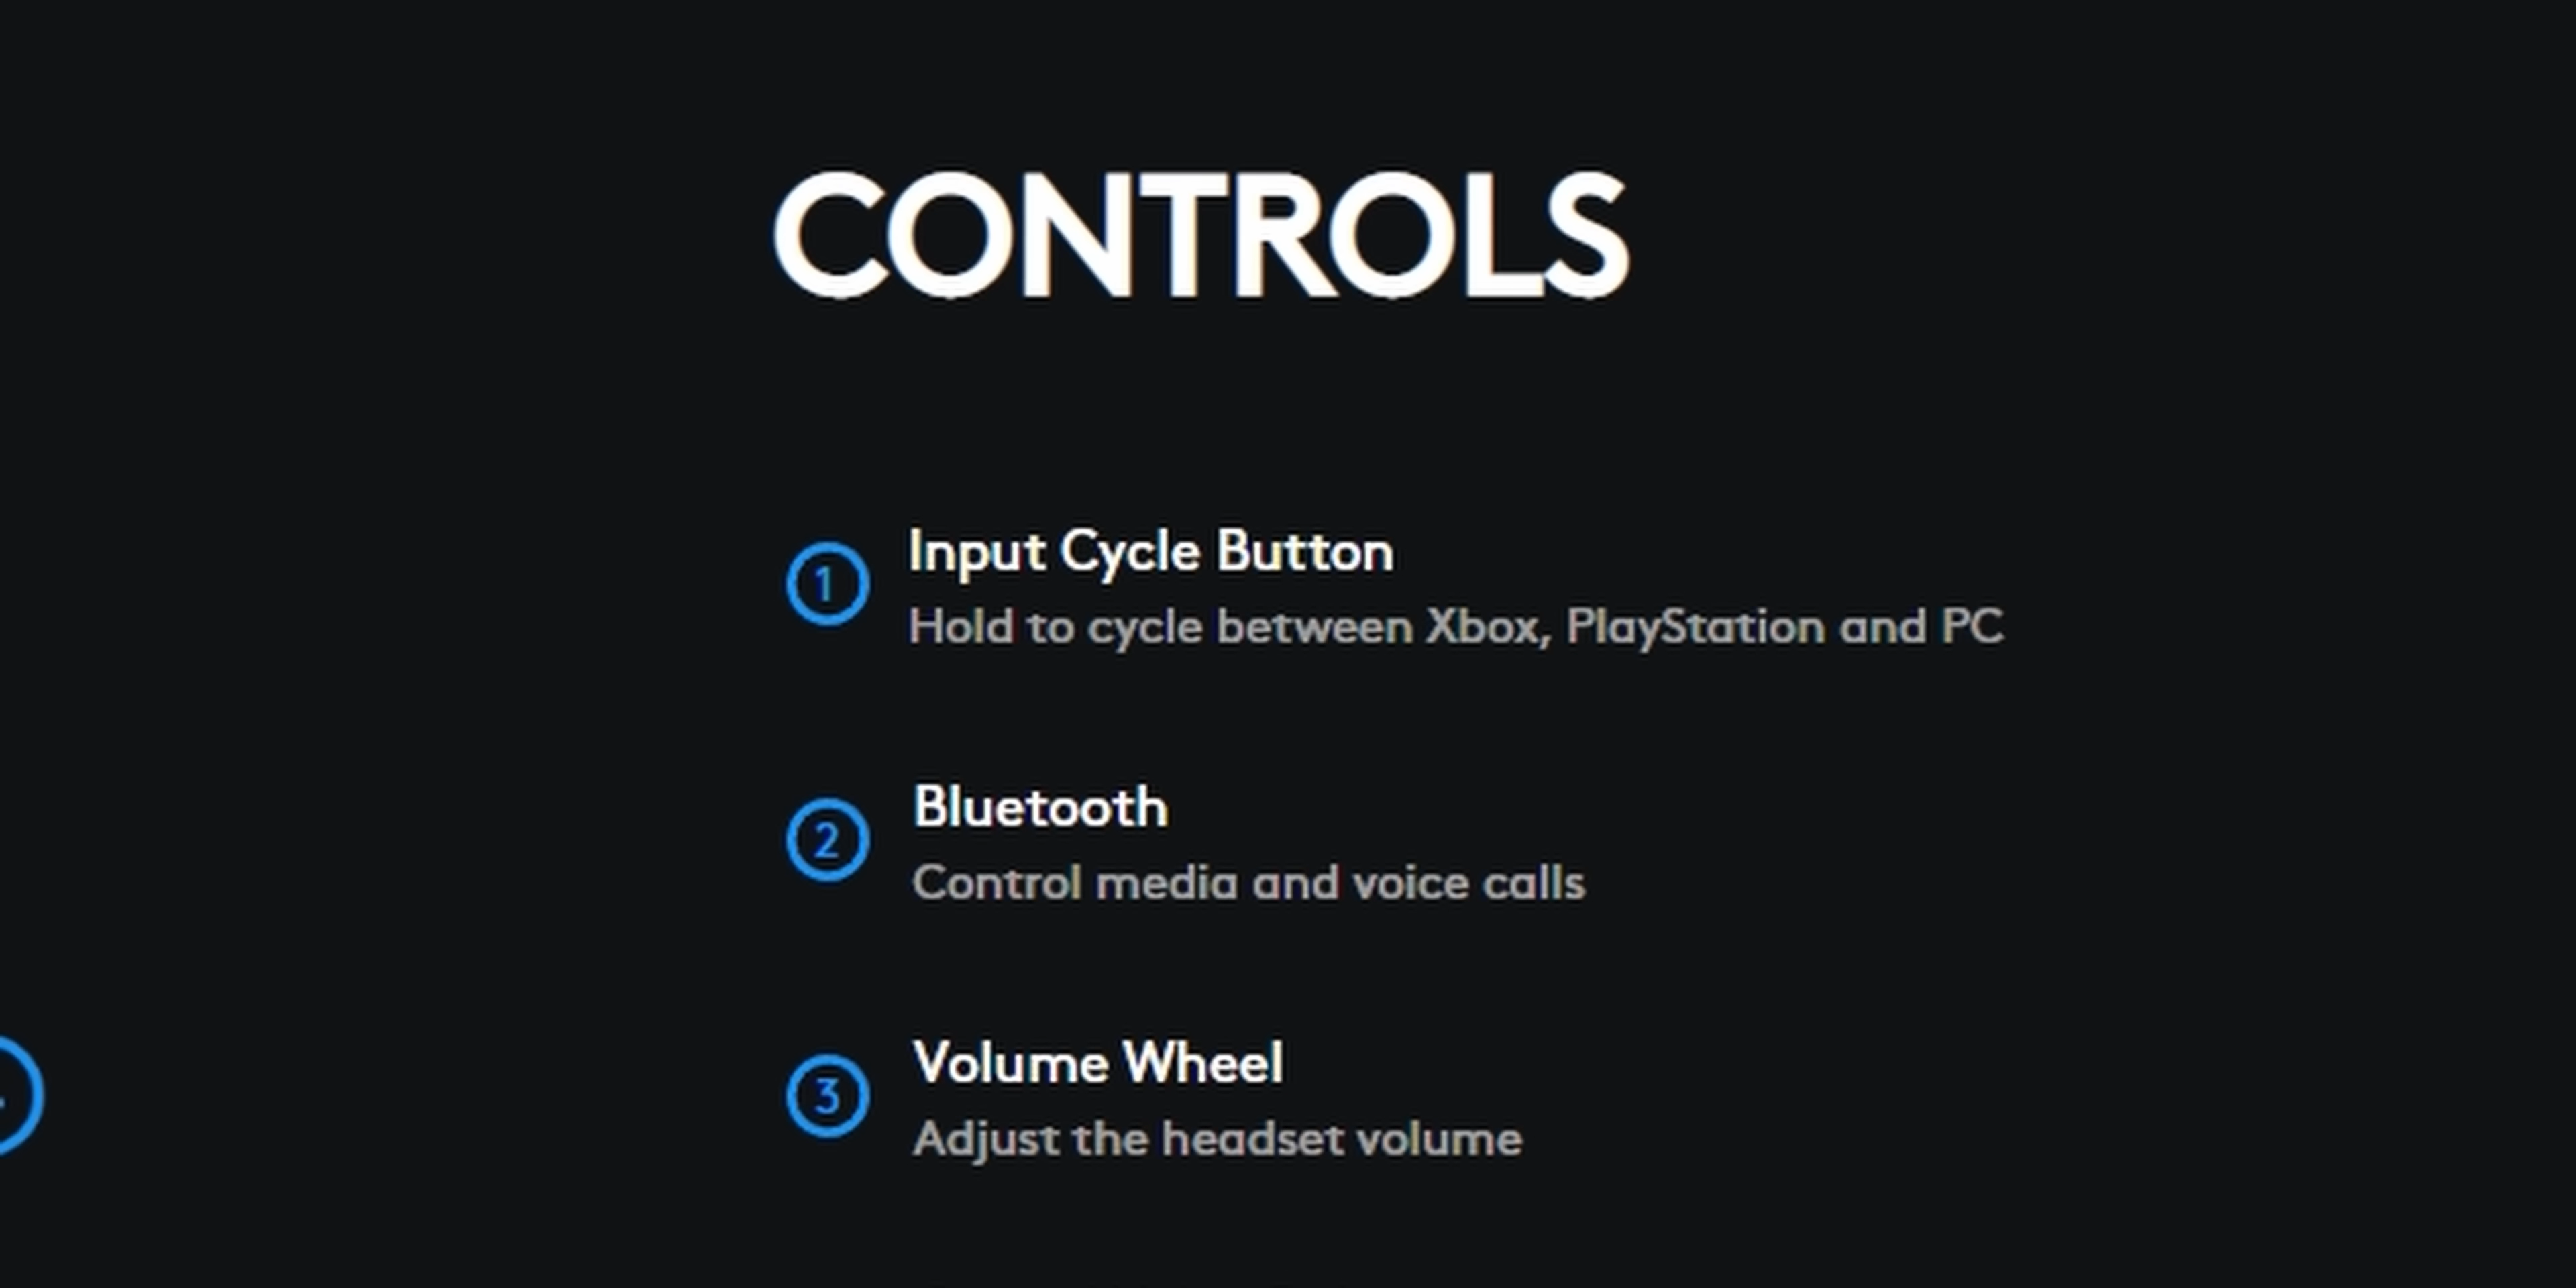 CONTROLS
1
Input Cycle Button
Hold to cycle between Xbox, PlayStation and PC
2
Bluetooth
Control media and voice calls
3
Volume Wheel
Adjust the headset volume